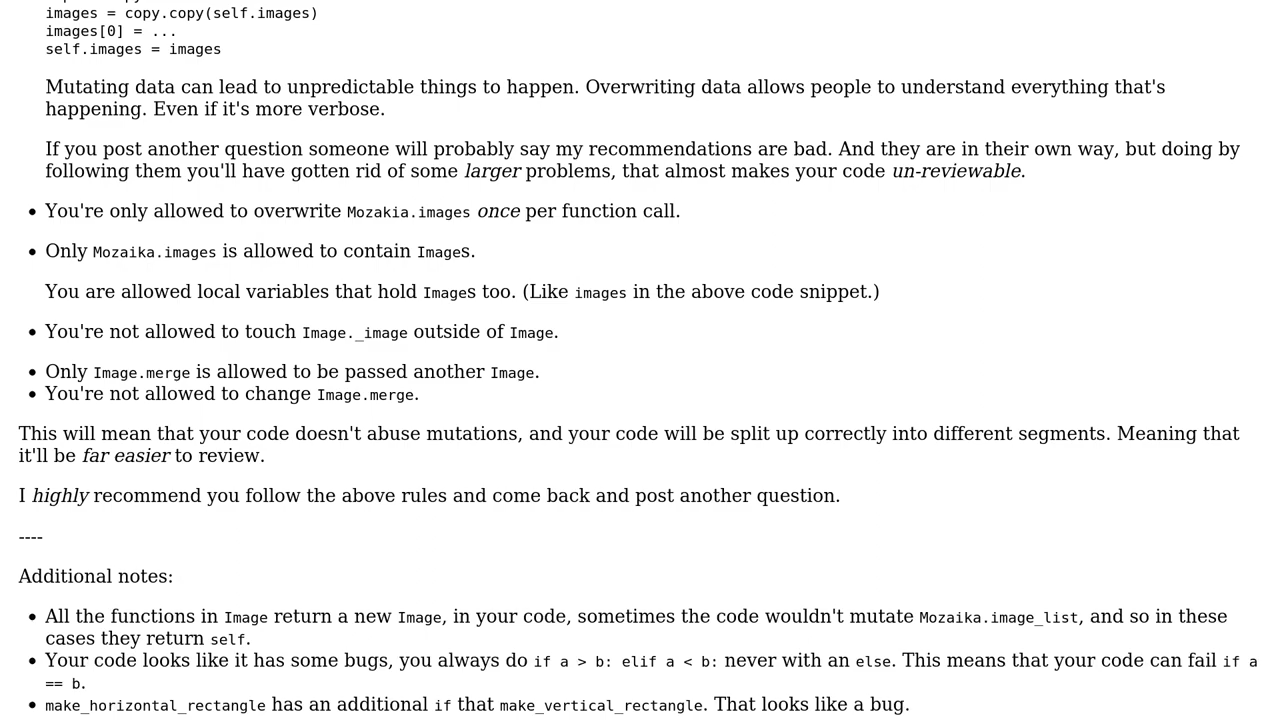 images = copy.copy(self.images)
images[0] = ...
self.images = images
Mutating data can lead to unpredictable things to happen. Overwriting data allows people to understand everything that's
happening. Even if it's more verbose.
If you post another question someone will probably say my recommendations are bad. And they are in their own way, but doing by
following them you'll have gotten rid of some larger problems, that almost makes your code un-reviewable.
• You're only allowed to overwrite Mozakia.images once per function call.
• Only Mozaika.images is allowed to contain Images.
You are allowed local variables that hold Images too. (Like images in the above code snippet.)
• You're not allowed to touch Image._image outside of Image.
• Only Image.merge is allowed to be passed another Image.
• You're not allowed to change Image.merge.
This will mean that your code doesn't abuse mutations, and your code will be split up correctly into different segments. Meaning that
it'll be far easier to review.
I highly recommend you follow the above rules and come back and post another question.
----
Additional notes:
• All the functions in Image return a new Image, in your code, sometimes the code wouldn't mutate Mozaika.image_list, and so in these
cases they return self.
• Your code looks like it has some bugs, you always do if a > b: elif a < b: never with an else. This means that your code can fail if a
== b.
• make_horizontal_rectangle has an additional if that make_vertical_rectangle. That looks like a bug.